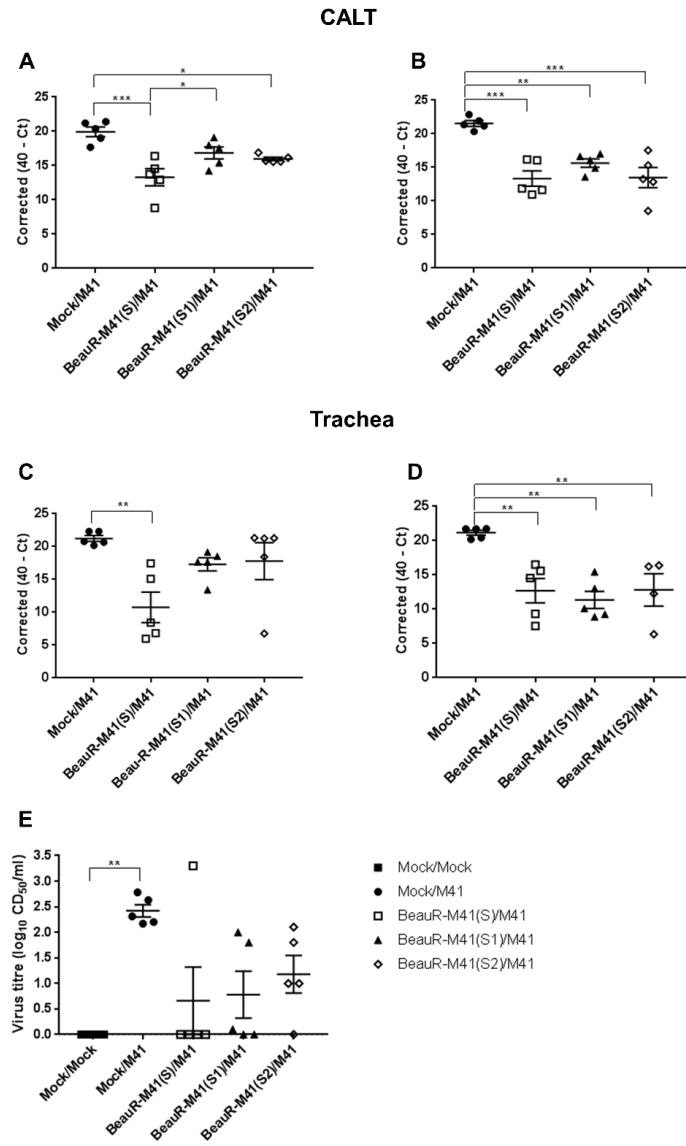 CALT
A
B
*
***
*
***
**
***
Corrected (40 - Ct)
25
20
15
10
5
0
Mock/M41
BeauR-M41(S)/M41
BeauR-M41(S1)/M41
BeauR-M41(S2)/M41
Corrected (40 - Ct)
25
20
15
10
5
0
Mock/M41
BeauR-M41(S)/M41
BeauR-M41(S1)/M41
BeauR-M41(S2)/M41
Trachea
C
D
**
**
**
**
Corrected (40 - Ct)
25
20
15
10
5
0
Mock/M41
BeauR-M41(S)/M41
Beau-R-M41(S1)/M41
BeauR-M41(S2)/M41
Corrected (40 - Ct)
25
20
15
10
5
0
Mock/M41
BeauR-M41(S)/M41
BeauR-M41(S1)/M41
BeauR-M41(S2)/M41
E
**
Virus titre (log10 CD50/ml)
3.5
3.0
2.5
2.0
1.5
1.0
0.5
0.0
Mock/Mock
Mock/M41
BeauR-M41(S)/M41
BeauR-M41(S1)/M41
BeauR-M41(S2)/M41
Mock/Mock
Mock/M41
BeauR-M41(S)/M41
BeauR-M41(S1)/M41
BeauR-M41(S2)/M41